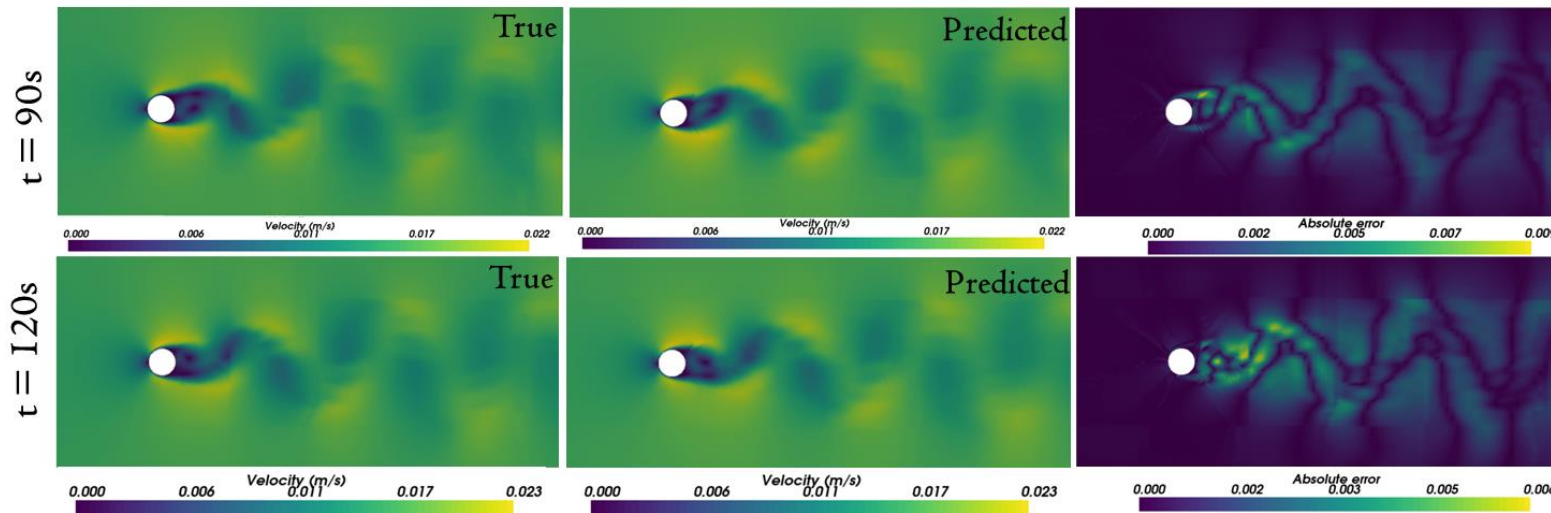 t = 90s
True
Predicted
Velocity (m/s)
0.000 0.006 0.011 0.017 0.022
Velocity (m/s)
0.000 0.006 0.011 0.017 0.022
Absolute error
0.000 0.002 0.005 0.007 0.009
t = 120s
True
Predicted
Velocity (m/s)
0.000 0.006 0.011 0.017 0.023
Velocity (m/s)
0.000 0.006 0.011 0.017 0.023
Absolute error
0.000 0.002 0.003 0.005